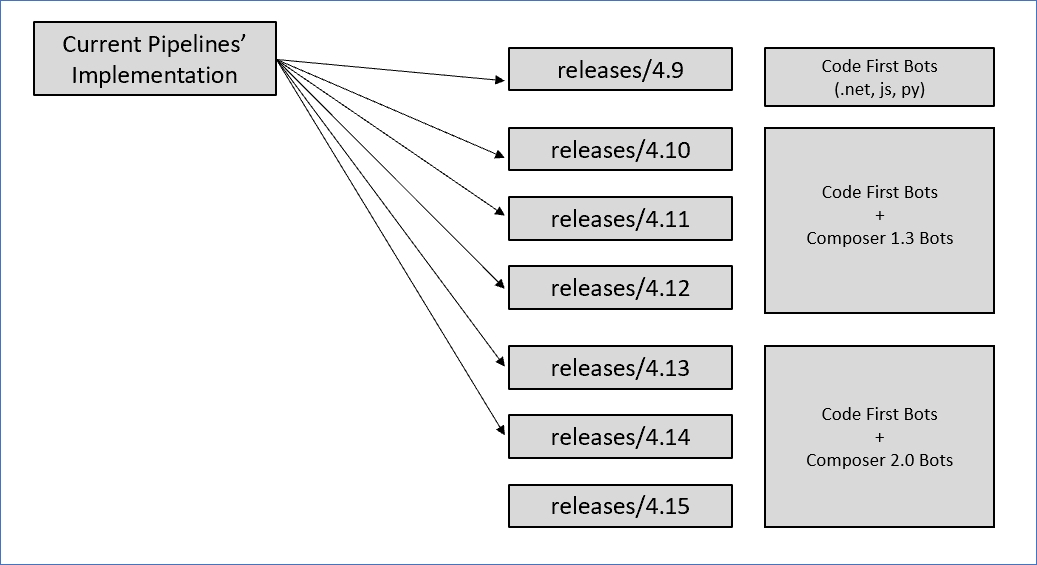 Current Pipelines’
Implementation
releases/4.9
Code First Bots
(.net, js, py)
releases/4.10
releases/4.11
releases/4.12
Code First Bots
+
Composer 1.3 Bots
releases/4.13
releases/4.14
releases/4.15
Code First Bots
+
Composer 2.0 Bots